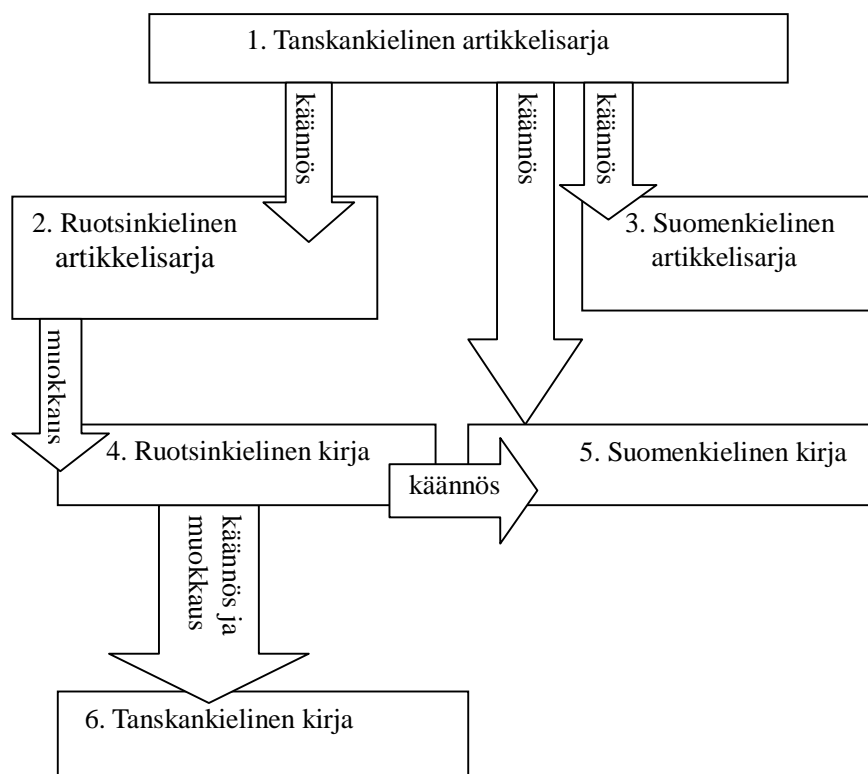 1. Tanskankielinen artikkelisarja
käännös
käännös
käännös
2. Ruotsinkielinen
artikkelisarja
3. Suomenkielinen
artikkelisarja
muokkaus
4. Ruotsinkielinen kirja
käännös
5. Suomenkielinen kirja
käännös ja
muokkaus
6. Tanskankielinen kirja